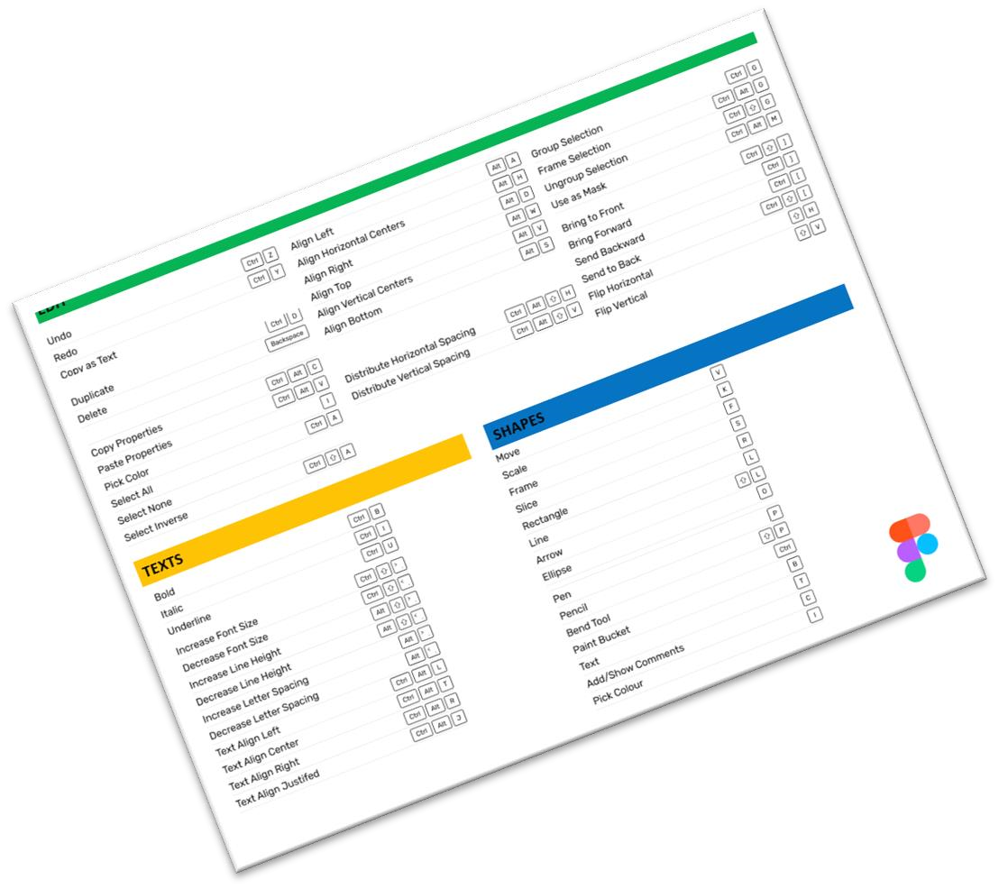 EDIT
Undo Ctrl Z
Redo Ctrl Y
Copy as Text
Duplicate Ctrl D
Delete Backspace
Copy Properties Ctrl Alt C
Paste Properties Ctrl Alt V
Pick Color I
Select All Ctrl A
Select None
Select Inverse Ctrl ⇧ A
Align Left Alt A
Align Horizontal Centers Alt H
Align Right Alt D
Align Top Alt W
Align Vertical Centers Alt V
Align Bottom Alt S
Distribute Horizontal Spacing Ctrl Alt ⇧ H
Distribute Vertical Spacing Ctrl Alt ⇧ V
Group Selection Ctrl G
Frame Selection Ctrl Alt G
Ungroup Selection Ctrl ⇧ G
Use as Mask Ctrl Alt M
Bring to Front Ctrl ⇧ ]
Bring Forward Ctrl ]
Send Backward Ctrl [
Send to Back Ctrl ⇧ [
Flip Horizontal ⇧ H
Flip Vertical ⇧ V
TEXTS
Bold Ctrl B
Italic Ctrl I
Underline Ctrl U
Increase Font Size Ctrl ⇧ >
Decrease Font Size Ctrl ⇧ <
Increase Line Height Alt ⇧ >
Decrease Line Height Alt ⇧ <
Increase Letter Spacing Alt >
Decrease Letter Spacing Alt <
Text Align Left Ctrl Alt L
Text Align Center Ctrl Alt T
Text Align Right Ctrl Alt R
Text Align Justifed Ctrl Alt J
SHAPES
Move V
Scale K
Frame F
Slice S
Rectangle R
Line L
Arrow ⇧ L
Ellipse O
Pen P
Pencil ⇧ P
Bend Tool Ctrl
Paint Bucket B
Text T
Add/Show Comments C
Pick Colour I